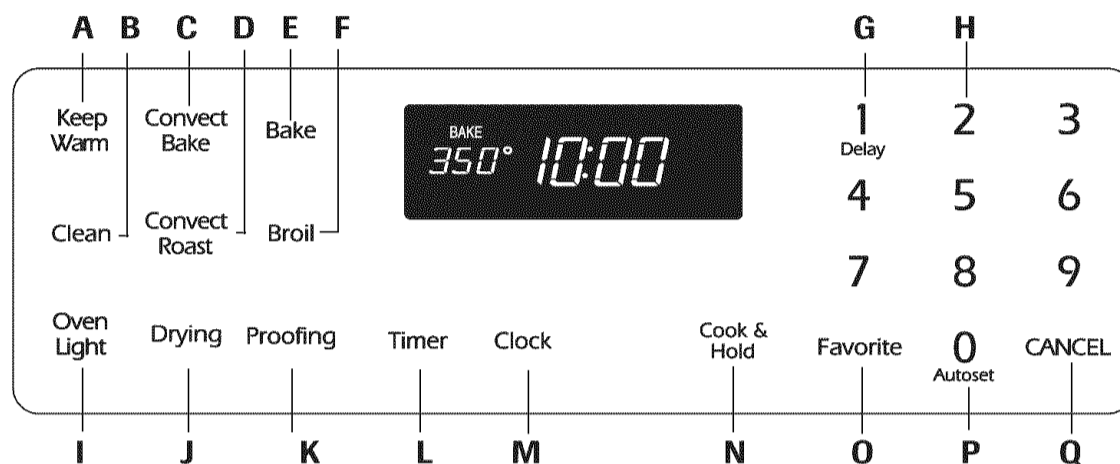 A B C D E F G H
Keep Warm
Convect Bake
Bake
BAKE
350° 10:00
1
Delay
2
3
Clean
Convect Roast
Broil
4
5
6
7
8
9
Oven Light
Drying
Proofing
Timer
Clock
Cook & Hold
Favorite
0
Autoset
CANCEL
I J K L M N O P Q